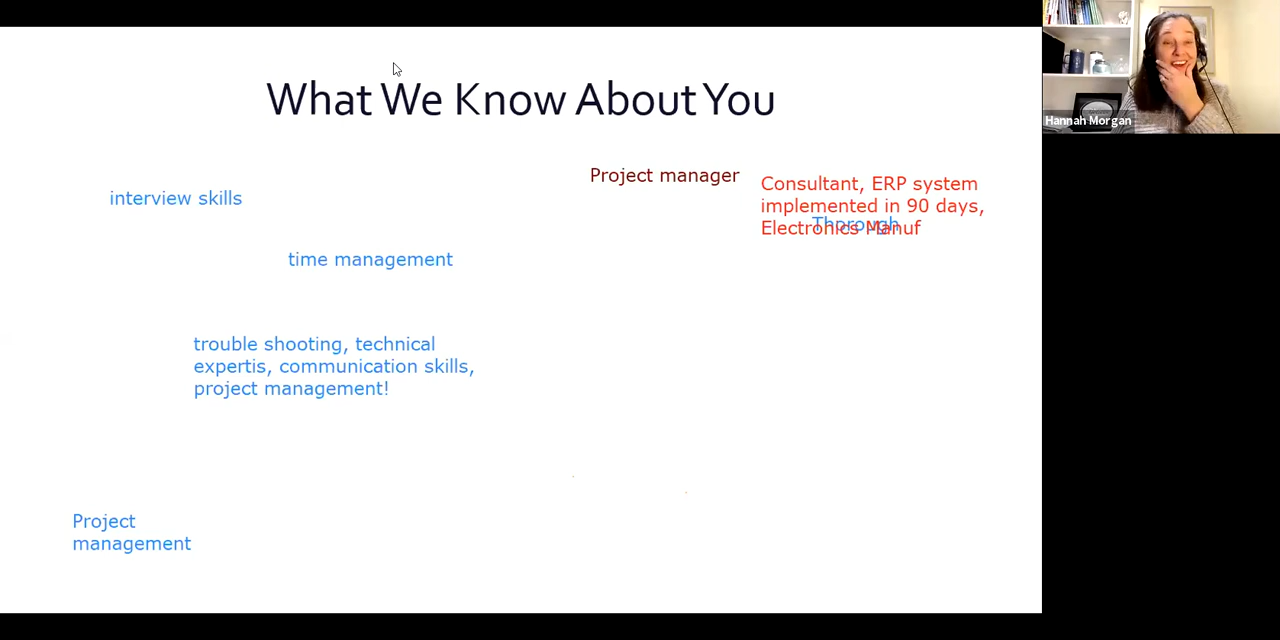 What We Know About You
Hannah Morgan
Project manager
Consultant, ERP system
implemented in 90 days,
Electronics Manuf
Thorough
interview skills
time management
trouble shooting, technical
expertis, communication skills,
project management!
Project
management